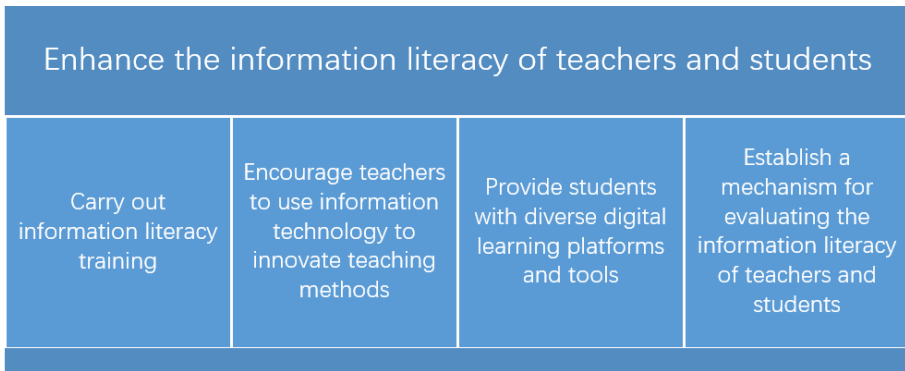 Enhance the information literacy of teachers and students
Carry out
information literacy
training
Encourage teachers
to use information
technology to
innovate teaching
methods
Provide students
with diverse digital
learning platforms
and tools
Establish a
mechanism for
evaluating the
information literacy
of teachers and
students